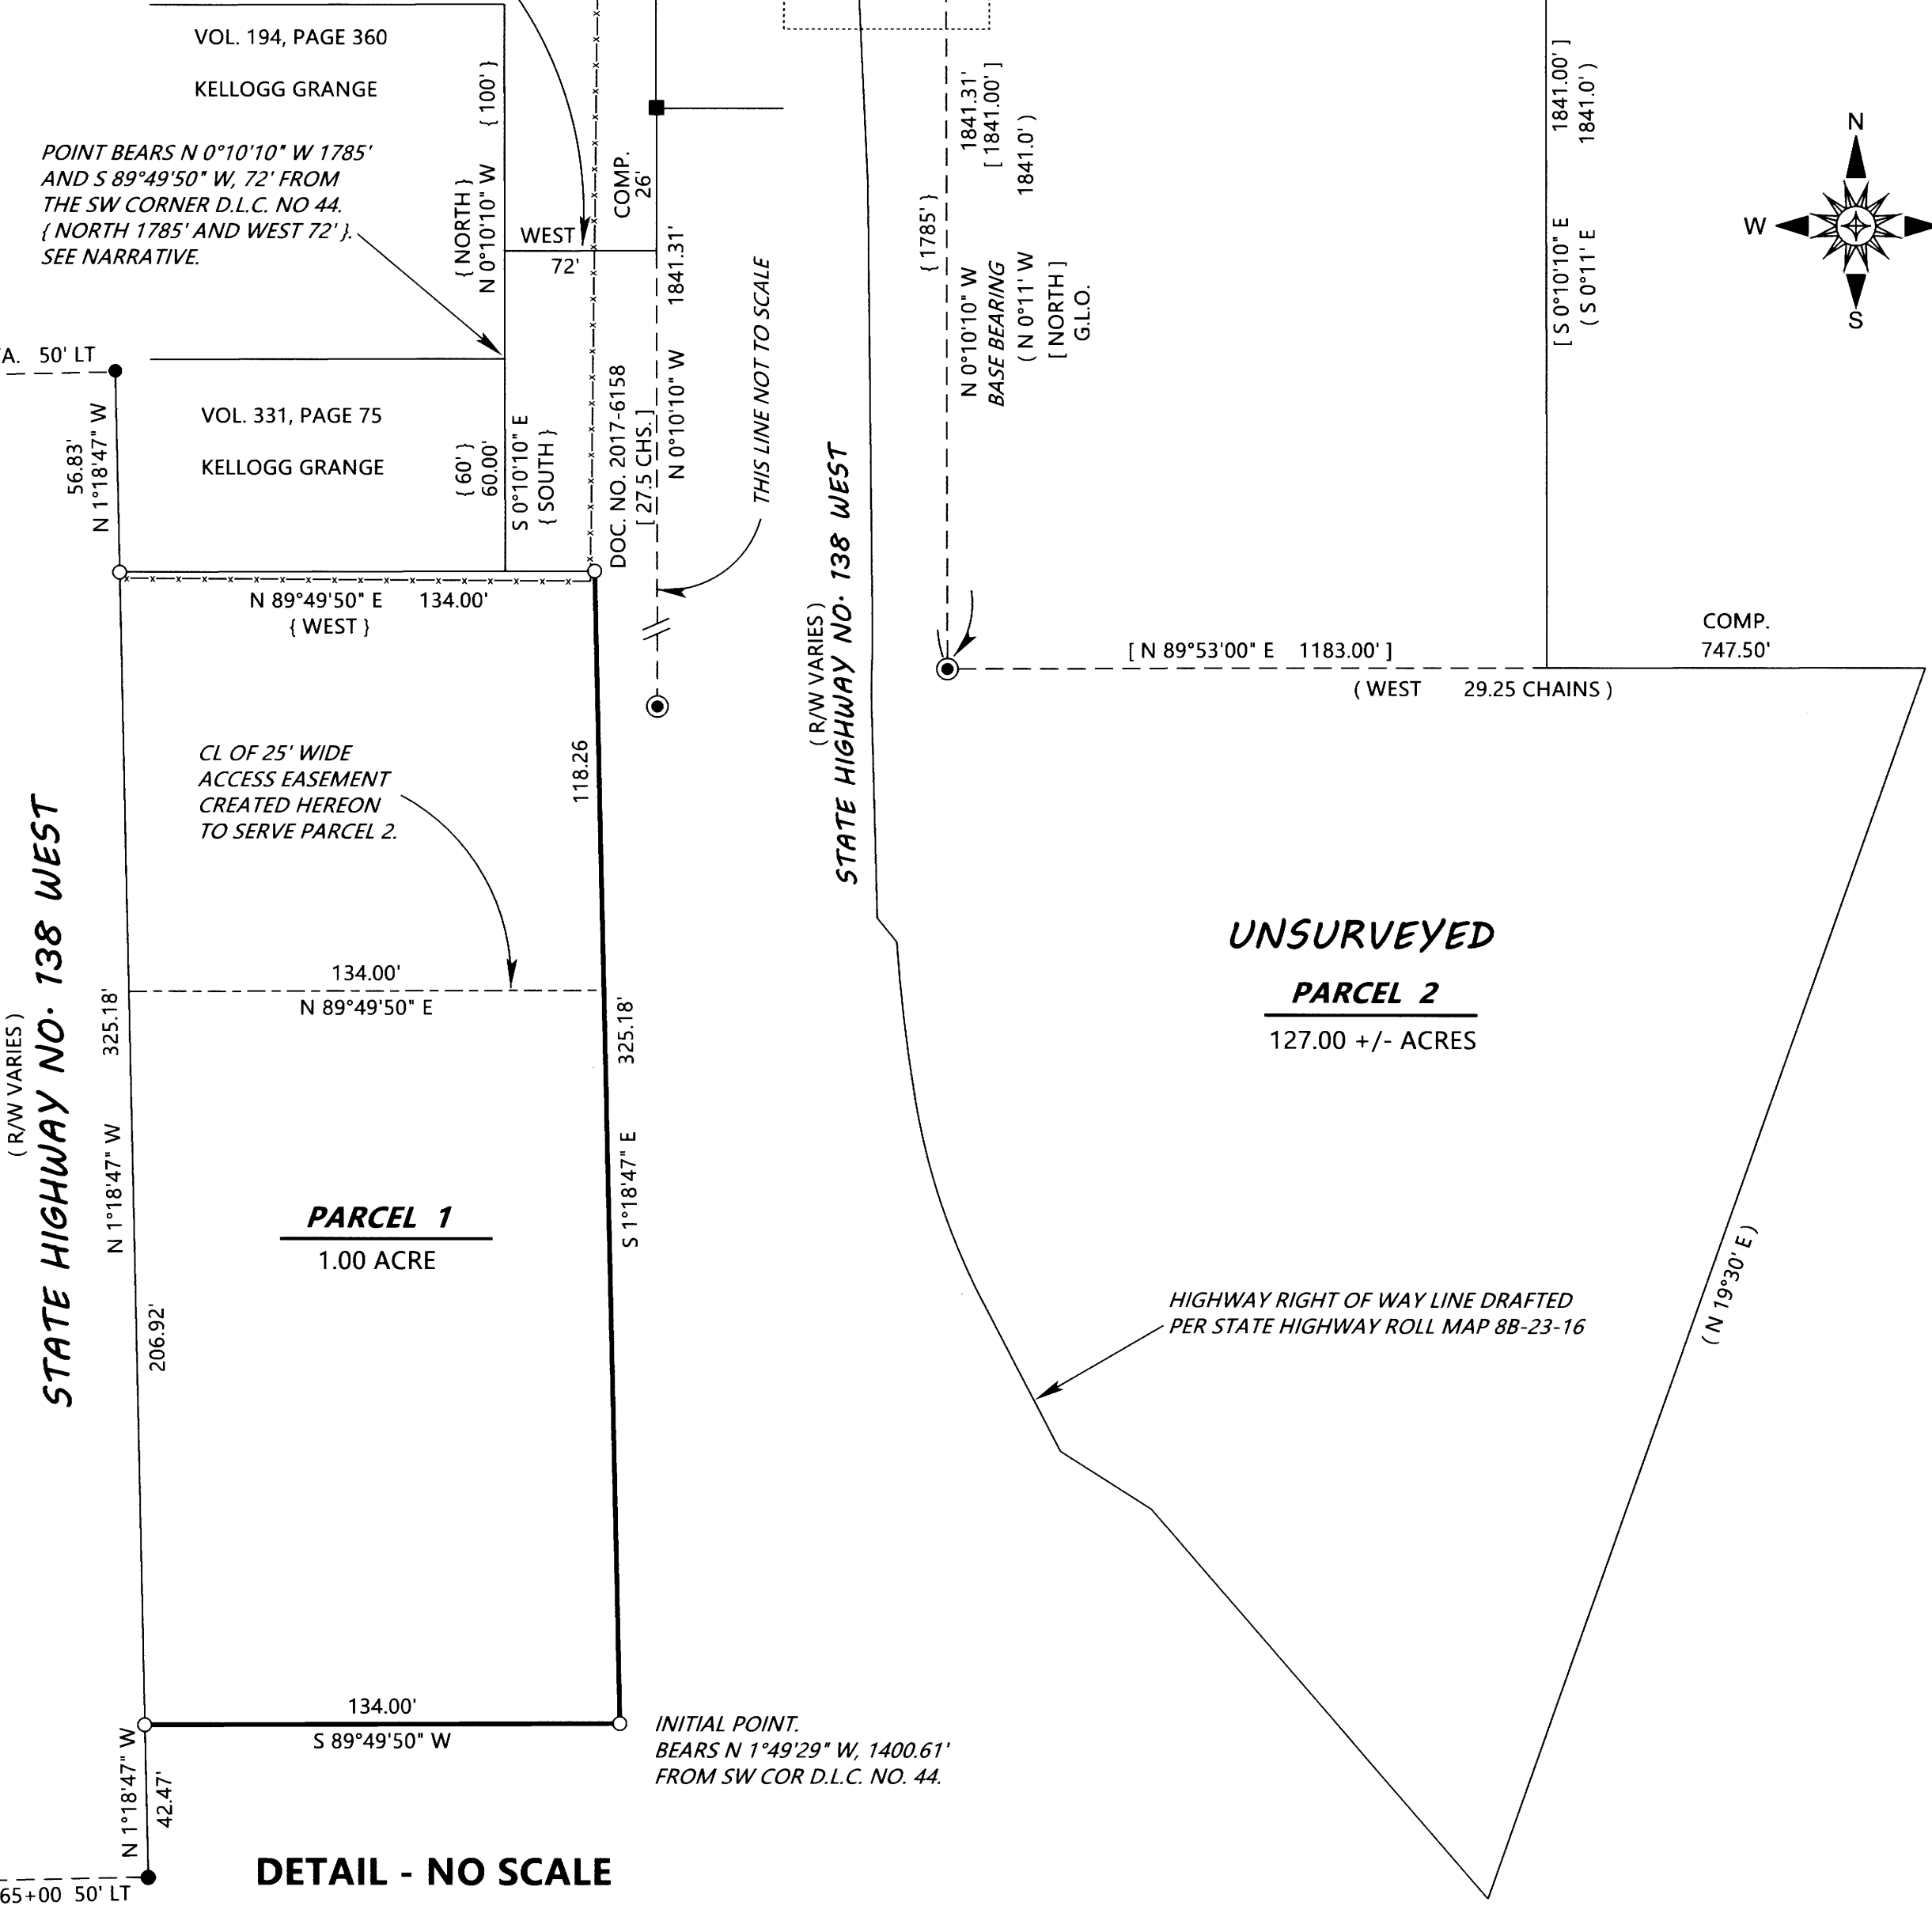 VOL. 194, PAGE 360
KELLOGG GRANGE
POINT BEARS N 0°10'10" W 1785'
AND S 89°49'50" W, 72' FROM
THE SW CORNER D.L.C. NO 44.
{ NORTH 1785' AND WEST 72' }.
SEE NARRATIVE.
{ NORTH }
N 0°10'10" W { 100' }
WEST
72'
COMP.
26'
A. 50' LT
56.83'
N 1°18'47" W
VOL. 331, PAGE 75
KELLOGG GRANGE
{ 60' }
60.00'
S 0°10'10" E
{ SOUTH }
DOC. NO. 2017-6158
[ 27.5 CHS. ]
N 0°10'10" W 1841.31'
THIS LINE NOT TO SCALE
N 89°49'50" E 134.00'
{ WEST }
CL OF 25' WIDE
ACCESS EASEMENT
CREATED HEREON
TO SERVE PARCEL 2.
118.26
134.00'
N 89°49'50" E
( R/W VARIES )
STATE HIGHWAY NO. 138 WEST
N 1°18'47" W 325.18'
206.92'
S 1°18'47" E 325.18'
PARCEL 1
1.00 ACRE
134.00'
S 89°49'50" W
INITIAL POINT.
BEARS N 1°49'29" W, 1400.61'
FROM SW COR D.L.C. NO. 44.
N 1°18'47" W
42.47'
65+00 50' LT
DETAIL - NO SCALE
( R/W VARIES )
STATE HIGHWAY NO. 138 WEST
{ 1785' }
N 0°10'10" W 1841.31'
BASE BEARING [ 1841.00' ]
( N 0°11' W 1841.0' )
[ NORTH ]
G.L.O.
[ S 0°10'10" E 1841.00' ]
( S 0°11' E 1841.0' )
N
W
S
[ N 89°53'00" E 1183.00' ]
( WEST 29.25 CHAINS )
COMP.
747.50'
UNSURVEYED
PARCEL 2
127.00 +/- ACRES
HIGHWAY RIGHT OF WAY LINE DRAFTED
PER STATE HIGHWAY ROLL MAP 8B-23-16
( N 19°30' E )